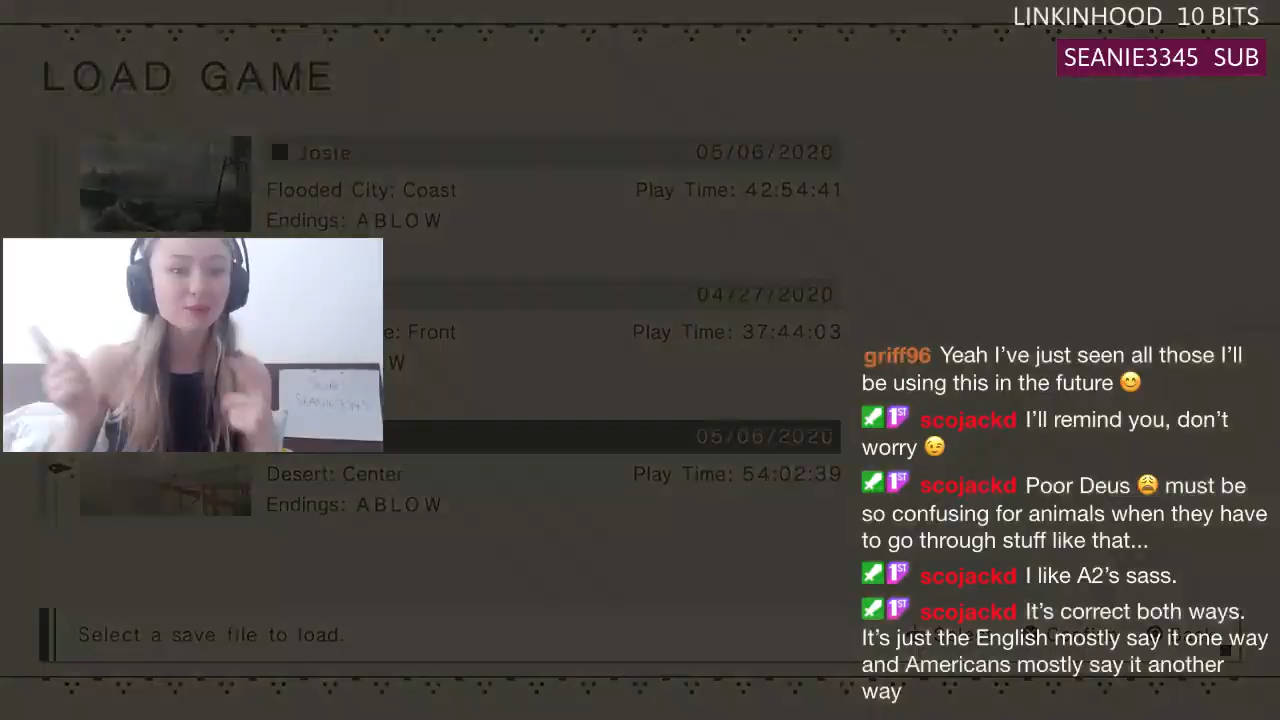 LINKINHOOD 10 BITS
SEANIE3345 SUB
LOAD GAME
Josie 05/06/2020
Flooded City: Coast Play Time: 42:54:41
Endings: A B L O W
04/27/2020
e: Front Play Time: 37:44:03
W
SEANIE3345
05/06/2020
Desert: Center Play Time: 54:02:39
Endings: A B L O W
Select a save file to load.
griff96 Yeah I've just seen all those I'll
be using this in the future 😊
1ST scojackd I'll remind you, don't
worry 😉
1ST scojackd Poor Deus 😩 must be
so confusing for animals when they have
to go through stuff like that...
1ST scojackd I like A2's sass.
1ST scojackd It's correct both ways.
It's just the English mostly say it one way
and Americans mostly say it another
way